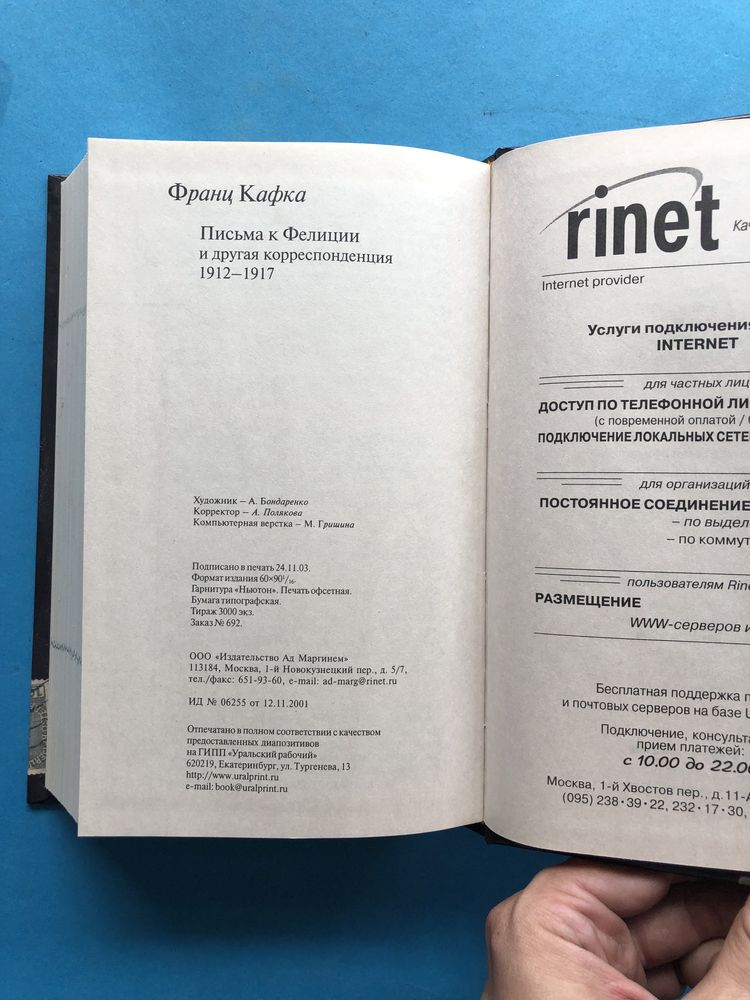 Франц Кафка
Письма к Фелиции
и другая корреспонденция
1912–1917
Художник – А. Бондаренко
Корректор – А. Полякова
Компьютерная верстка – М. Гришина
Подписано в печать 24.11.03.
Формат издания 60×90¹/₁₆.
Гарнитура «Ньютон». Печать офсетная.
Бумага типографская.
Тираж 3000 экз.
Заказ № 692.
ООО «Издательство Ад Маргинем»
113184, Москва, 1-й Новокузнецкий пер., д. 5/7,
тел./факс: 651-93-60, e-mail: ad-marg@rinet.ru
ИД № 06255 от 12.11.2001
Отпечатано в полном соответствии с качеством
предоставленных диапозитивов
на ГИПП «Уральский рабочий»
620219, Екатеринбург, ул. Тургенева, 13
http://www.uralprint.ru
e-mail: book@uralprint.ru
rinet
Internet provider
Услуги подключения
INTERNET
для частных лиц
ДОСТУП ПО ТЕЛЕФОННОЙ
(с повременной оплатой /
ПОДКЛЮЧЕНИЕ ЛОКАЛЬНЫХ
для организаций
ПОСТОЯННОЕ СОЕДИНЕНИЕ
– по
– по
пользователям
РАЗМЕЩЕНИЕ
WWW-серверов и
Бесплатная поддержка
и почтовых серверов на базе
Подключение,
прием платежей:
с 10.00 до 22.00
Москва, 1-й Хвостов пер., д.11-А
(095) 238·39·22, 232·17·30,